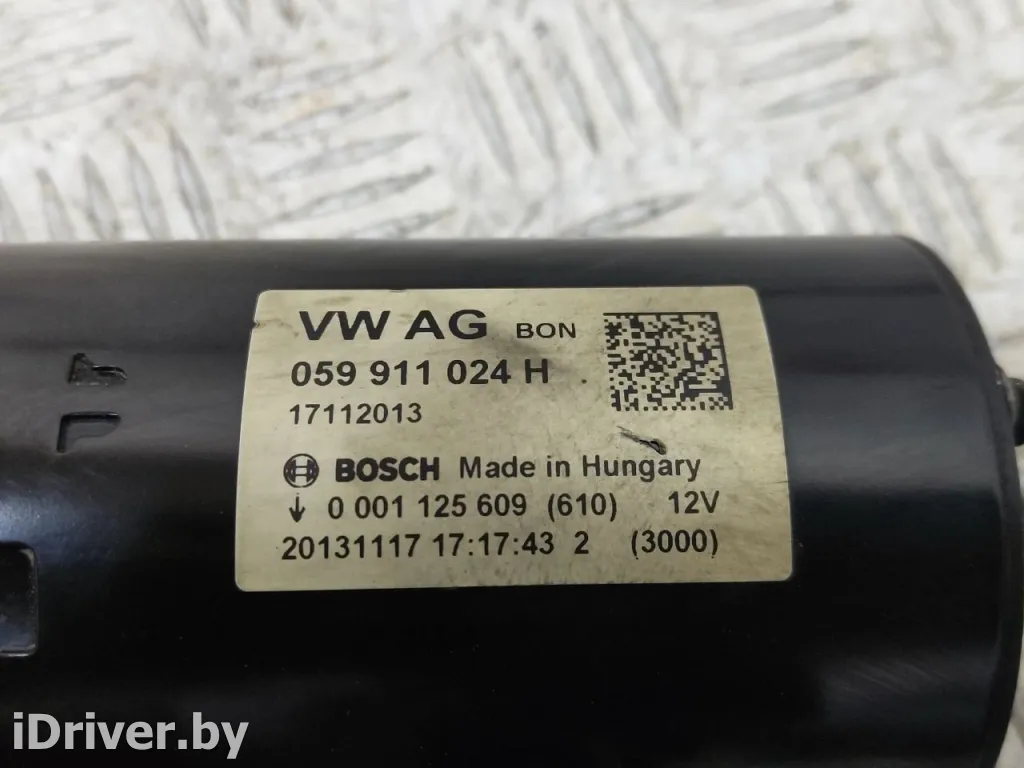 VW AG BON
059 911 024 H
17112013
BOSCH Made in Hungary
↓ 0 001 125 609 (610) 12V
20131117 17:17:43 2 (3000)
iDriver.by